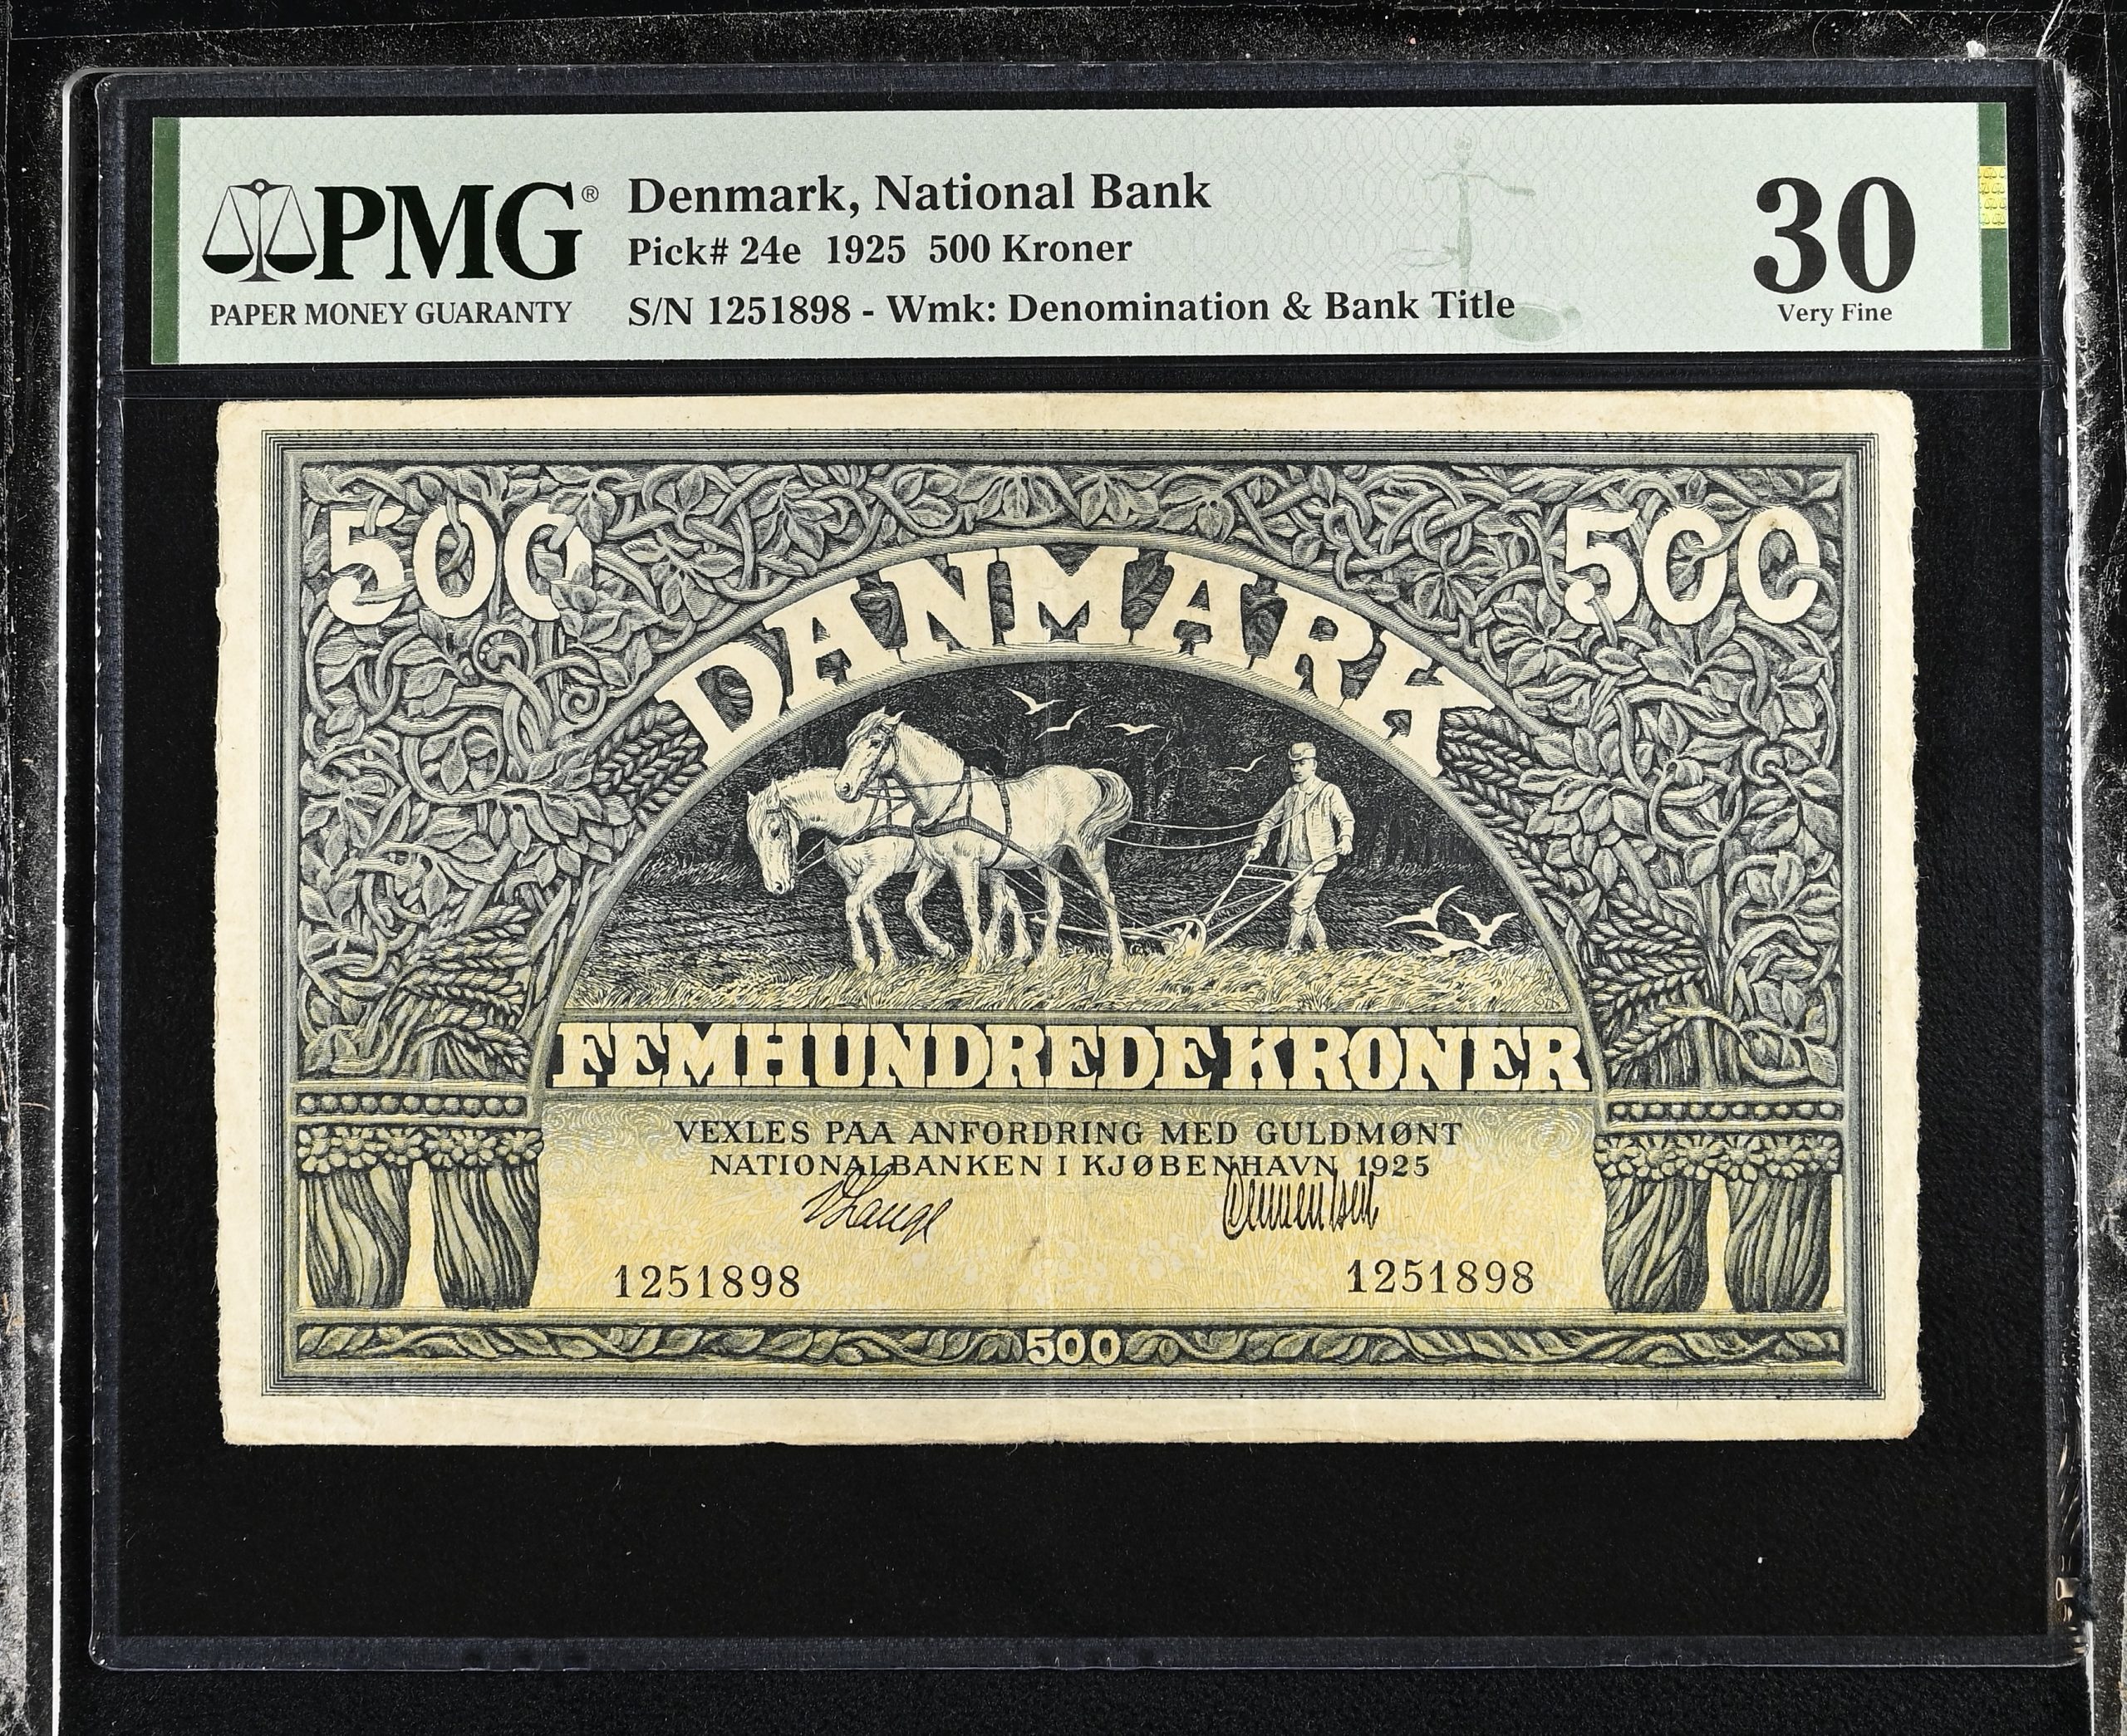 PMG®
PAPER MONEY GUARANTY
Denmark, National Bank
Pick# 24e 1925 500 Kroner
S/N 1251898 - Wmk: Denomination & Bank Title
30
Very Fine
500
500
DANMARK
FEMHUNDREDE KRONER
VEXLES PAA ANFORDRING MED GULDMØNT
NATIONALBANKEN I KJØBENHAVN 1925
V Lange
1251898
1251898
500